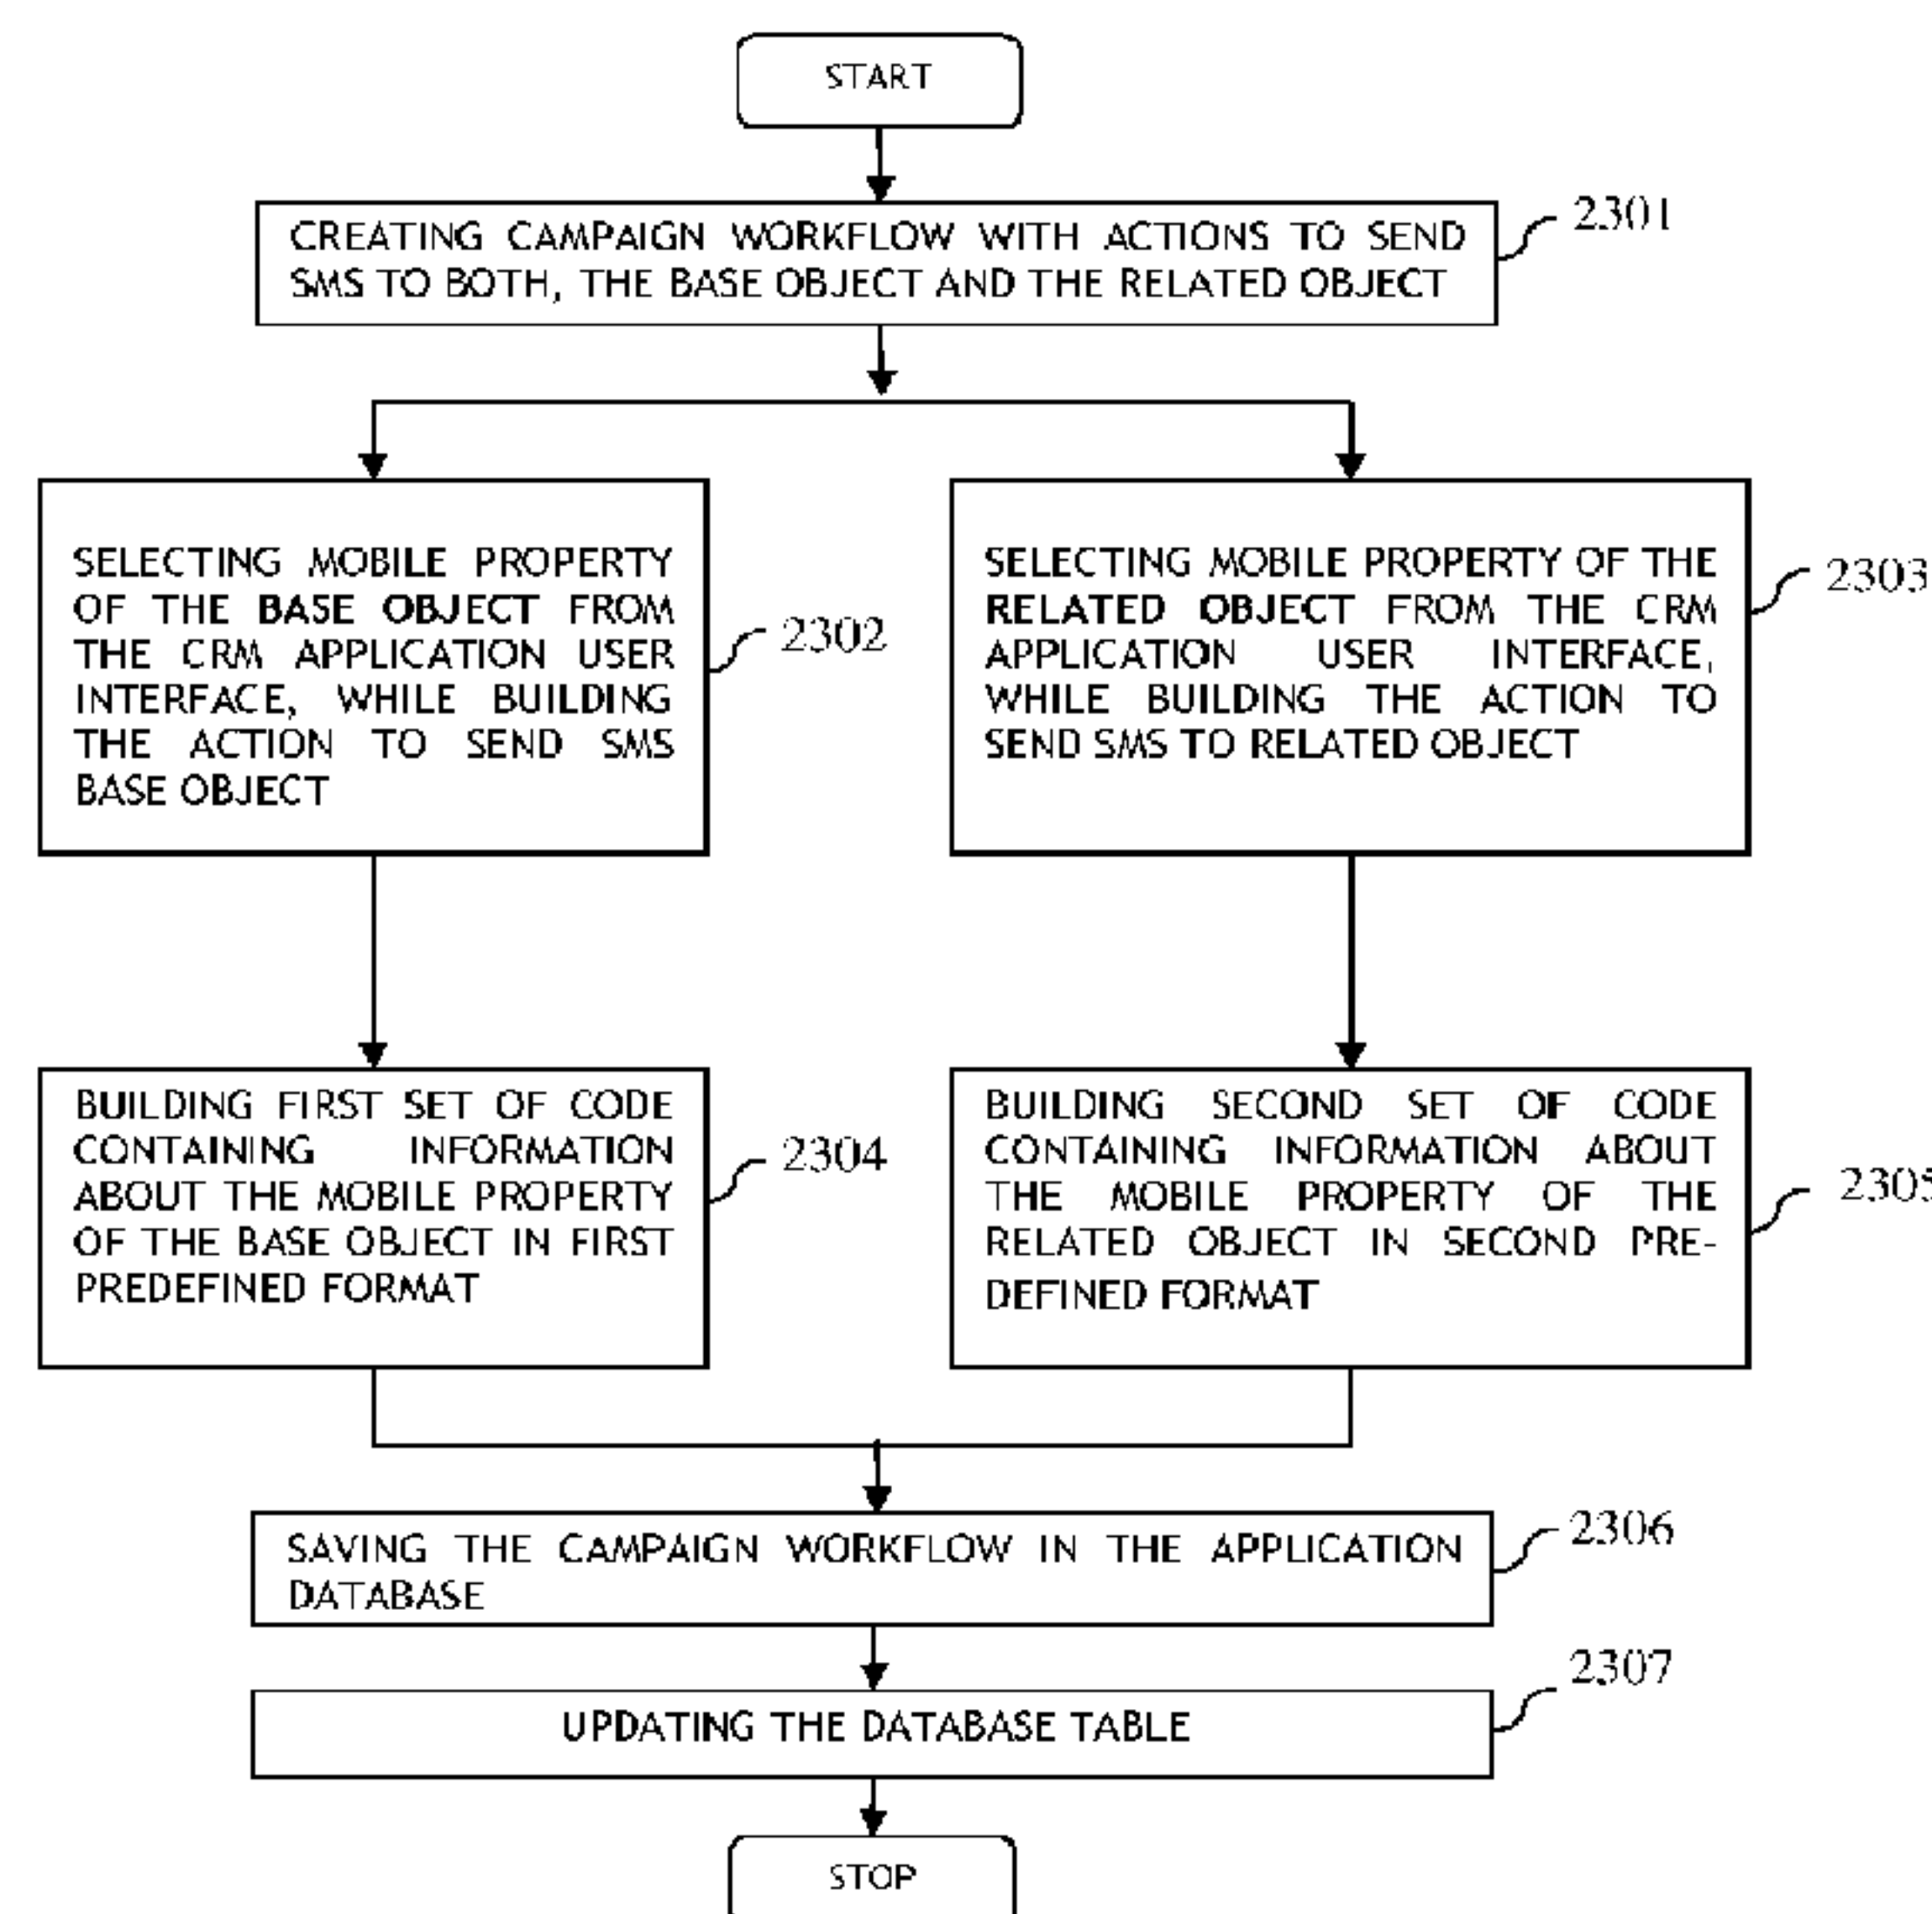 START
CREATING CAMPAIGN WORKFLOW WITH ACTIONS TO SEND
SMS TO BOTH, THE BASE OBJECT AND THE RELATED OBJECT
2301
SELECTING MOBILE PROPERTY
OF THE BASE OBJECT FROM
THE CRM APPLICATION USER
INTERFACE, WHILE BUILDING
THE ACTION TO SEND SMS
BASE OBJECT
2302
SELECTING MOBILE PROPERTY OF THE
RELATED OBJECT FROM THE CRM
APPLICATION USER INTERFACE,
WHILE BUILDING THE ACTION TO
SEND SMS TO RELATED OBJECT
2303
BUILDING FIRST SET OF CODE
CONTAINING INFORMATION
ABOUT THE MOBILE PROPERTY
OF THE BASE OBJECT IN FIRST
PREDEFINED FORMAT
2304
BUILDING SECOND SET OF CODE
CONTAINING INFORMATION ABOUT
THE MOBILE PROPERTY OF THE
RELATED OBJECT IN SECOND PRE-
DEFINED FORMAT
2305
SAVING THE CAMPAIGN WORKFLOW IN THE APPLICATION
DATABASE
2306
UPDATING THE DATABASE TABLE
2307
STOP